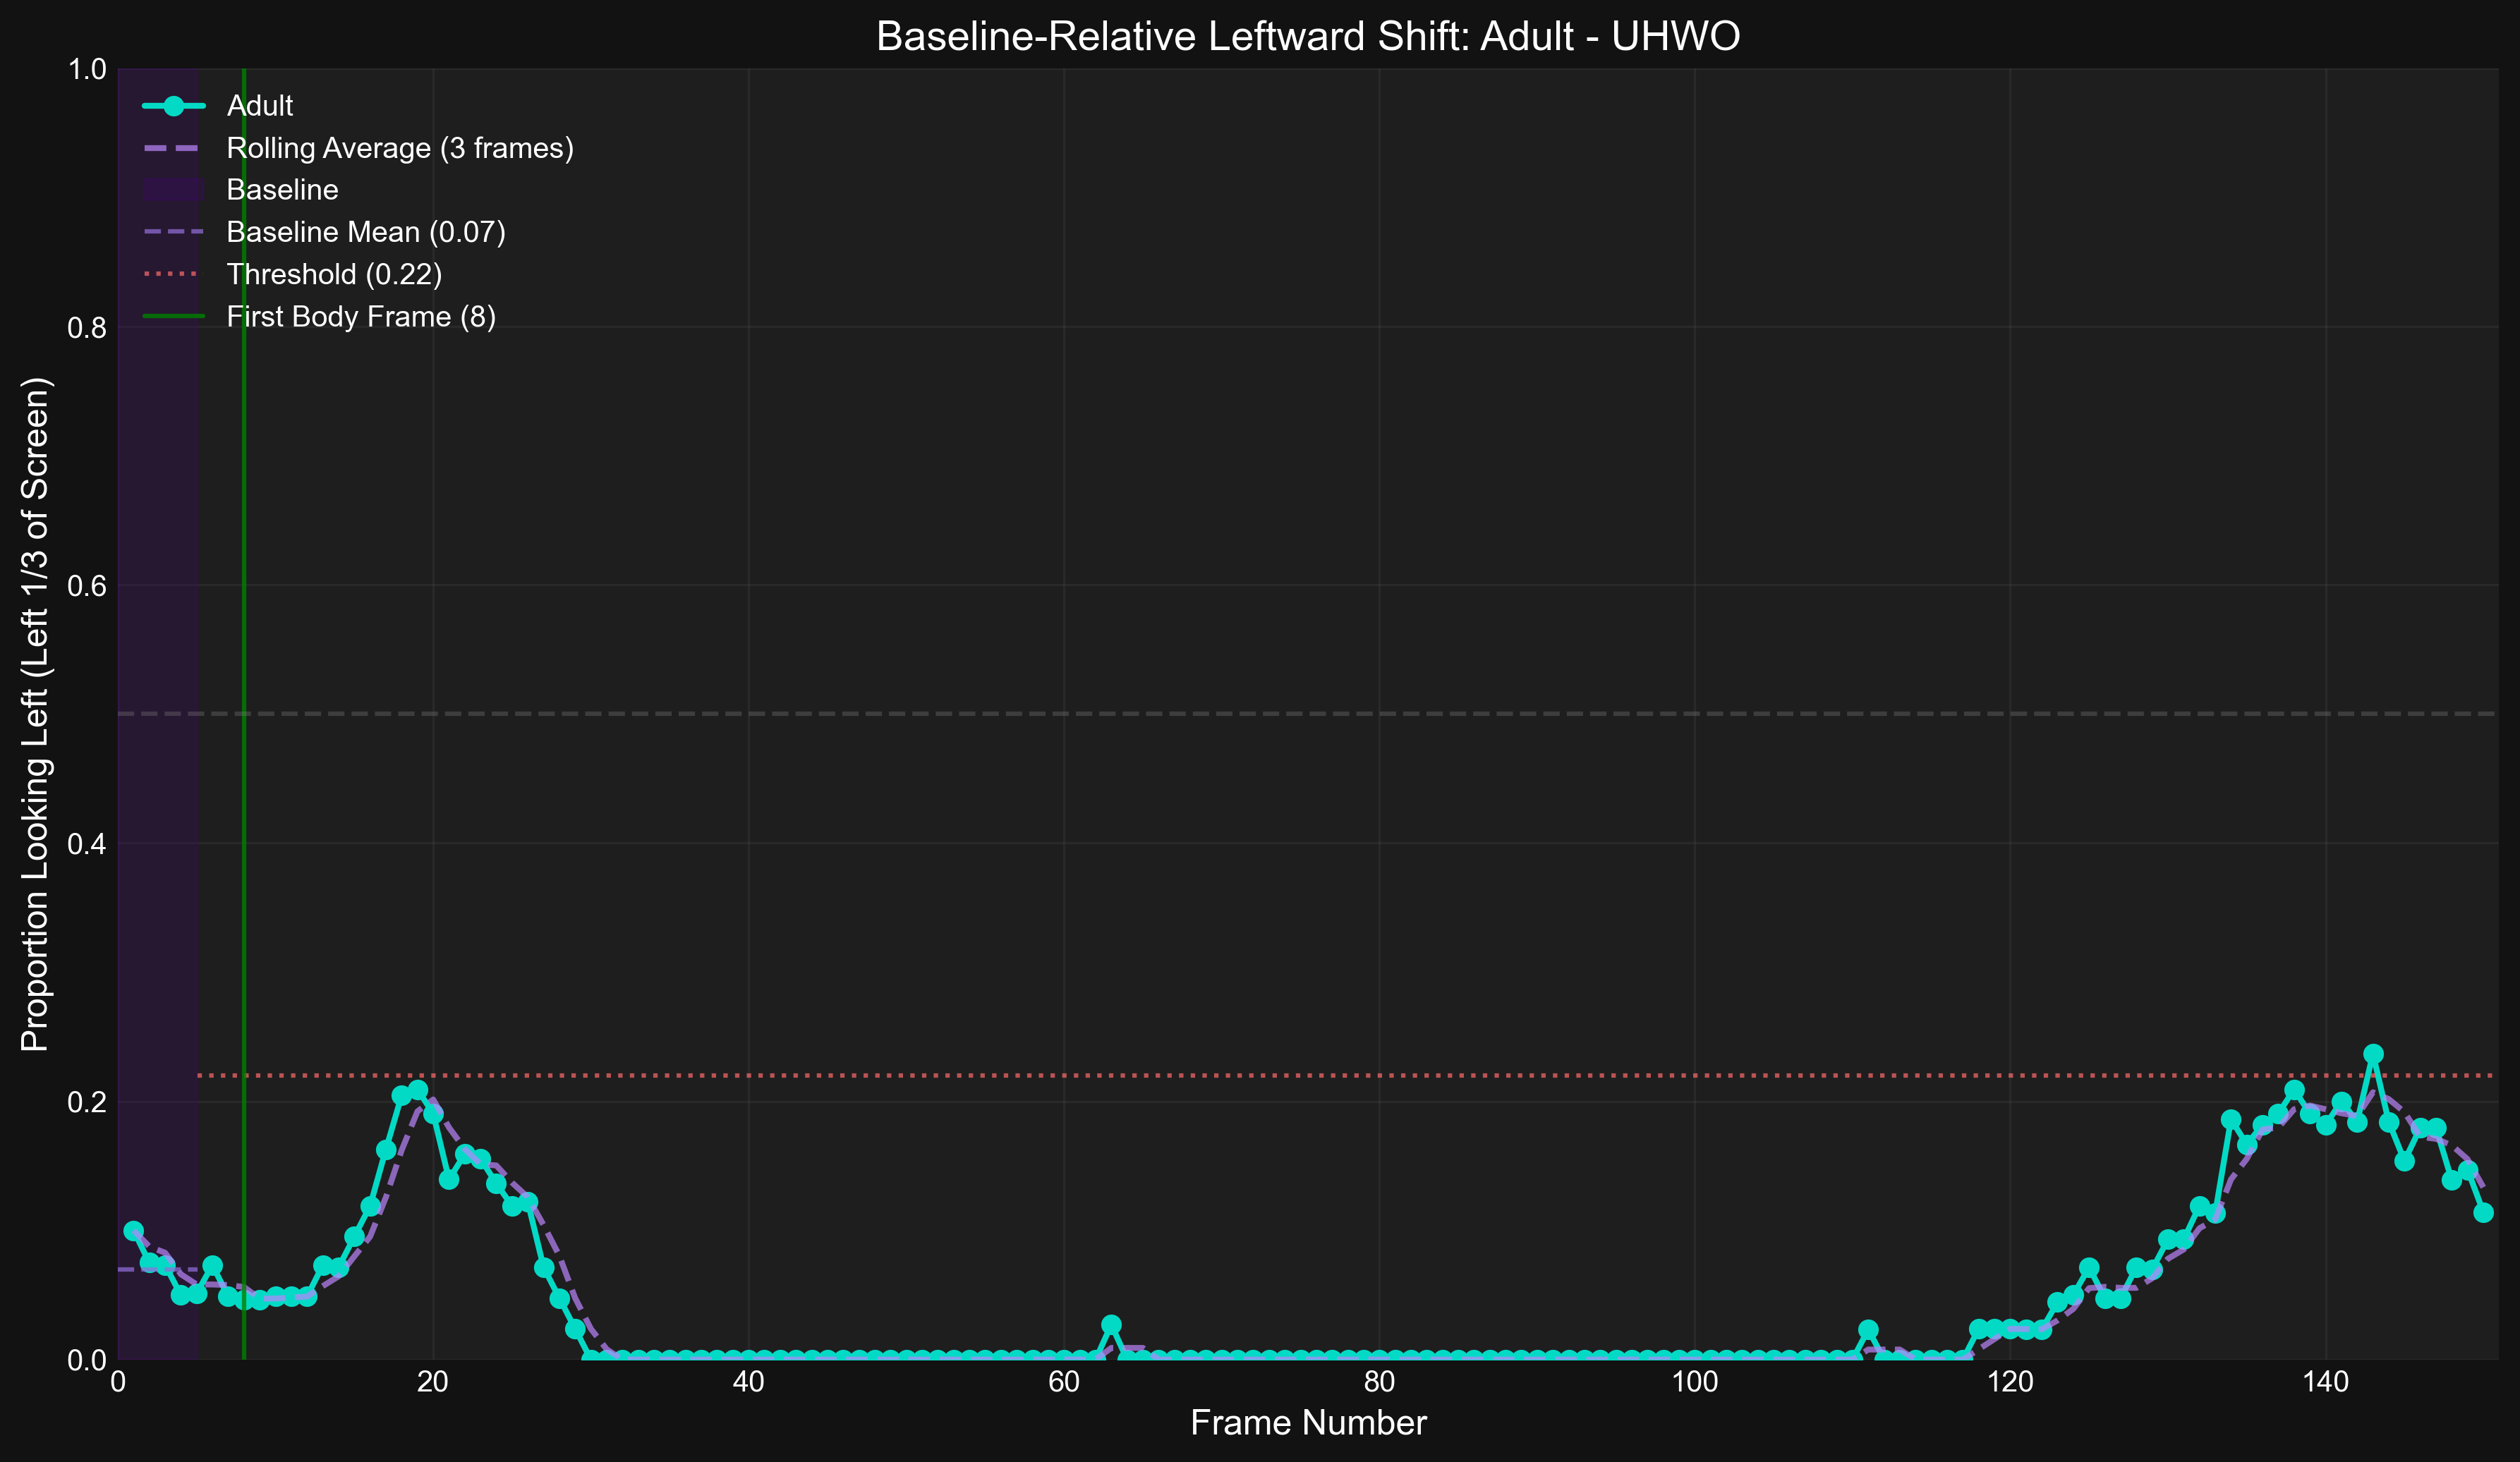 Baseline-Relative Leftward Shift: Adult - UHWO
1.0
Adult
Rolling Average (3 frames)
Baseline
Baseline Mean (0.07)
Threshold (0.22)
First Body Frame (8)
0.8
Proportion Looking Left (Left 1/3 of Screen)
0.6
0.4
0.2
0.0
0 20 40 60 80 100 120 140
Frame Number